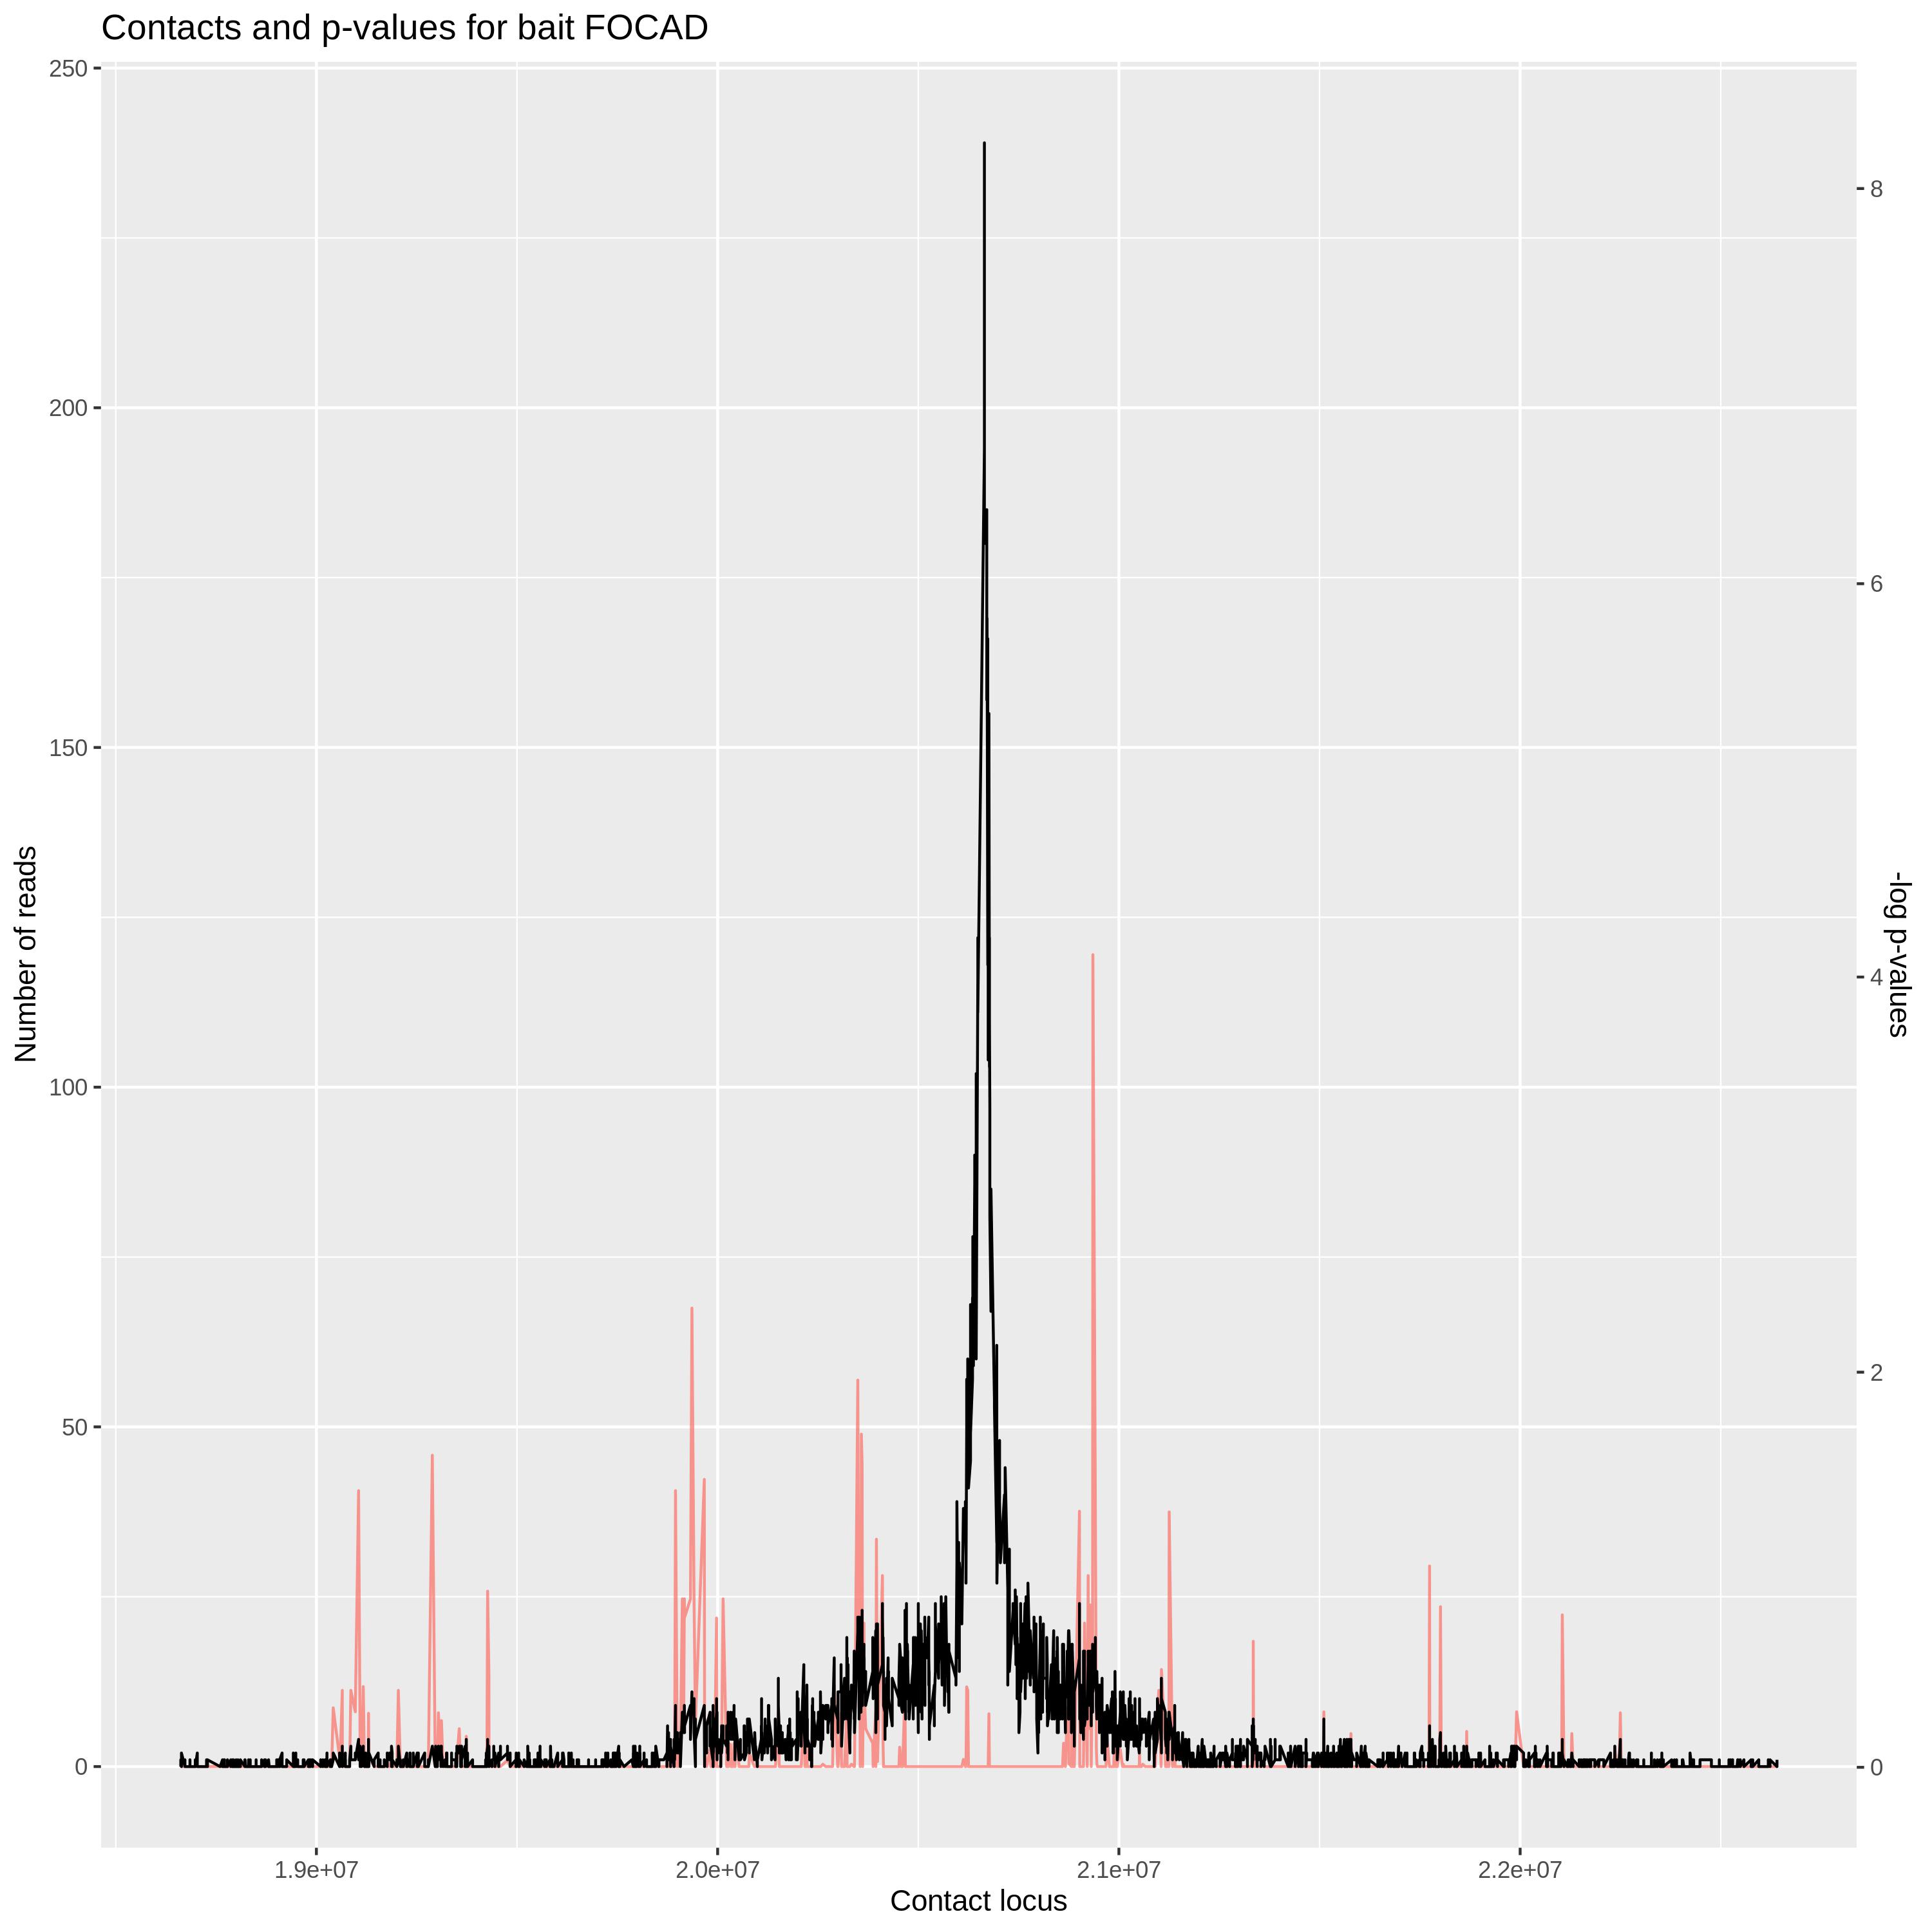 Contacts and p-values for bait FOCAD
250
200
150
100
50
0
Number of reads
8
6
4
2
0
-log p-values
1.9e+07
2.0e+07
2.1e+07
2.2e+07
Contact locus